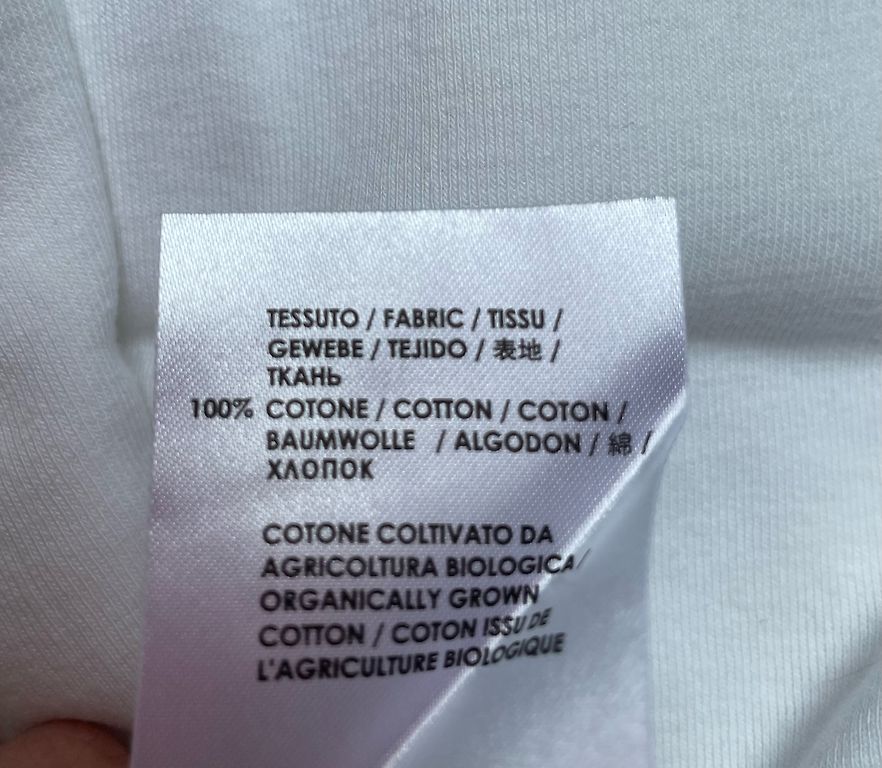 TESSUTO / FABRIC / TISSU /
GEWEBE / TEJIDO / 表地 /
ТКАНЬ
100% COTONE / COTTON / COTON /
BAUMWOLLE / ALGODON / 綿 /
ХЛОПОК
COTONE COLTIVATO DA
AGRICOLTURA BIOLOGICA/
ORGANICALLY GROWN
COTTON / COTON ISSU DE
L'AGRICULTURE BIOLOGIQUE